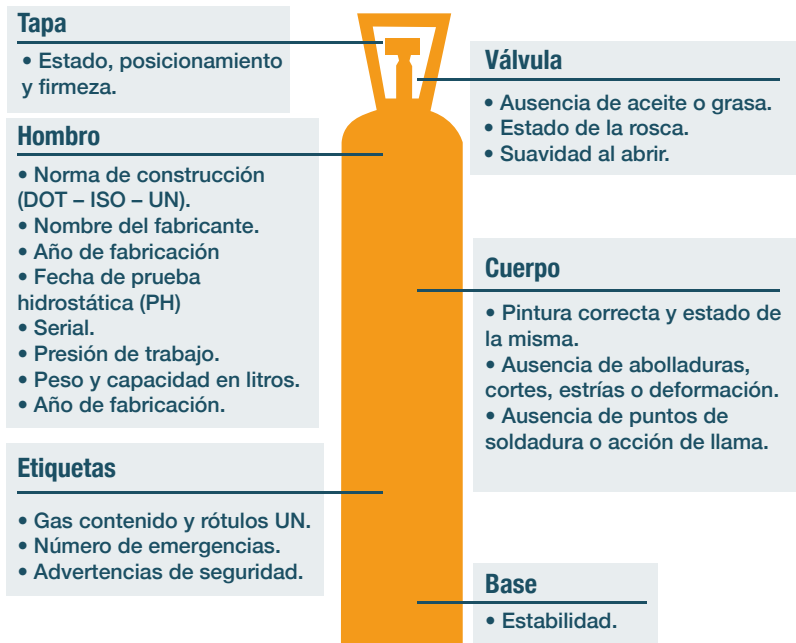 Tapa
• Estado, posicionamiento
y firmeza.
Hombro
• Norma de construcción
(DOT – ISO – UN).
• Nombre del fabricante.
• Año de fabricación
• Fecha de prueba
hidrostática (PH)
• Serial.
• Presión de trabajo.
• Peso y capacidad en litros.
• Año de fabricación.
Etiquetas
• Gas contenido y rótulos UN.
• Número de emergencias.
• Advertencias de seguridad.
Válvula
• Ausencia de aceite o grasa.
• Estado de la rosca.
• Suavidad al abrir.
Cuerpo
• Pintura correcta y estado de
la misma.
• Ausencia de abolladuras,
cortes, estrías o deformación.
• Ausencia de puntos de
soldadura o acción de llama.
Base
• Estabilidad.